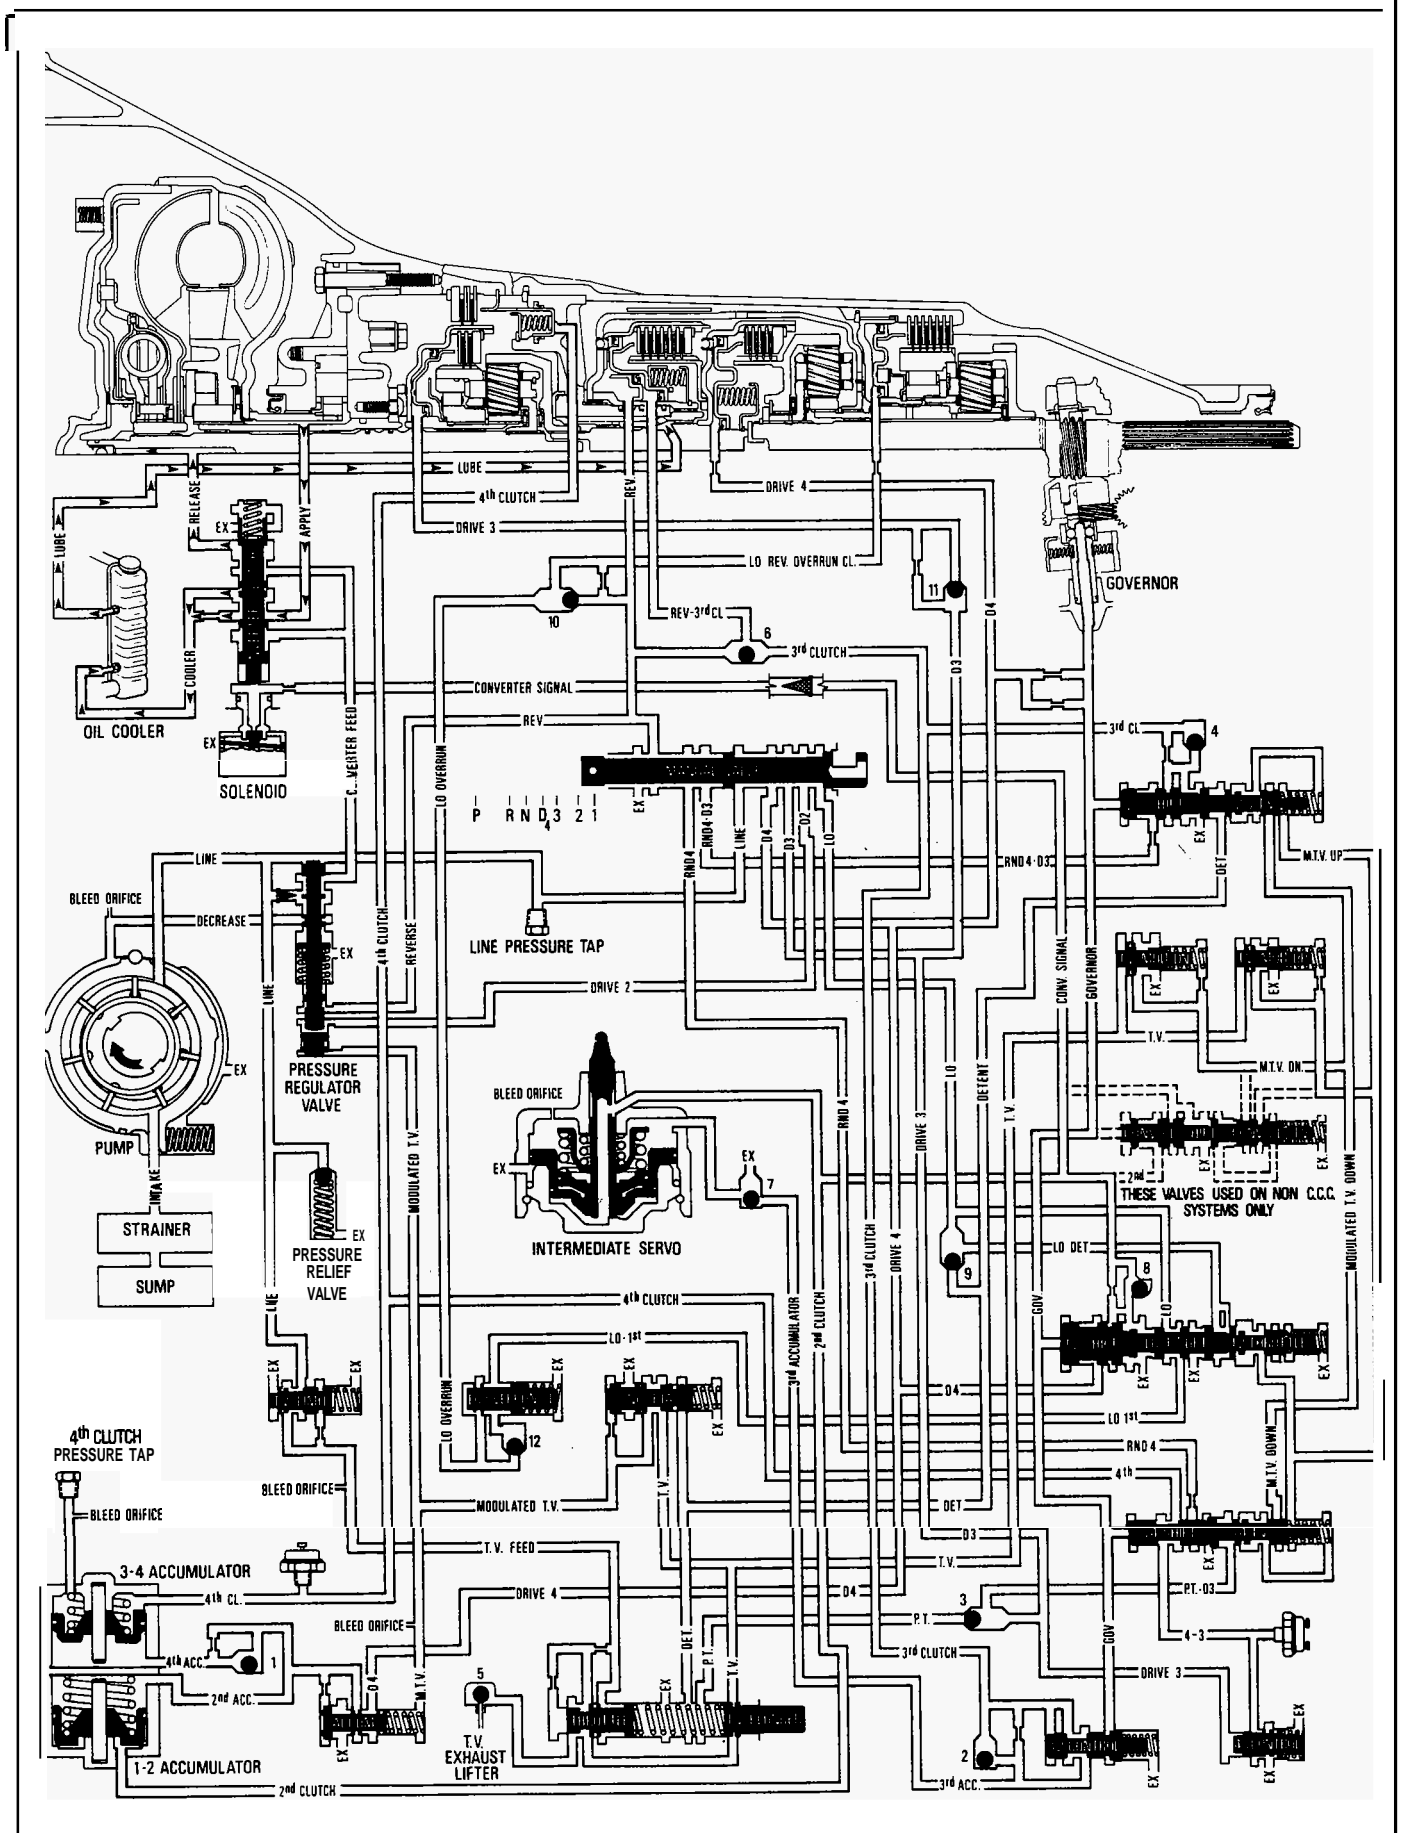 LUBE
4th CLUTCH
REV
DRIVE 4
RELEASE
EX
APPLY
DRIVE 3
LUBE
LO REV. OVERRUN CL.
11
GOVERNOR
10
REV-3rd CL
D4
6
3rd CLUTCH
COOLER
D3
CONVERTER SIGNAL
OIL COOLER
REV
3rd CL
4
EX
SOLENOID
LO OVERRUN
P R N D4 3 2 1
EX
RND4
RND4-D3
LINE
D4
D3
D2
LO
EX
DET
RND4-D3
M.T.V. UP
LINE
BLEED ORIFICE
DECREASE
EX
4th CLUTCH
REVERSE
LINE PRESSURE TAP
LINE
DRIVE 2
CONV. SIGNAL
GOVERNOR
EX
EX
T.V.
M.T.V. DN.
EX
PRESSURE
REGULATOR
VALVE
BLEED ORIFICE
LO
DETENT
T.V.
PUMP
INTAKE
MODULATED T.V.
RND 4
DRIVE 3
EX
EX
7
EX
EX
2nd
THESE VALVES USED ON NON C.C.C.
SYSTEMS ONLY
MODULATED T.V. DOWN
STRAINER
EX
PRESSURE
RELIEF
VALVE
INTERMEDIATE SERVO
SUMP
3rd CLUTCH
DRIVE 4
9
LO DET
8
LINE
4th CLUTCH
3rd ACCUMULATOR
2nd CLUTCH
GOV
LO
LO-1st
EX
EX
EX
EX
EX
EX
EX
LO OVERRUN
D4
LO 1st
EX
12
4th CLUTCH
PRESSURE TAP
RND 4
4th
M.T.V. DOWN
BLEED ORIFICE
T.V.
MODULATED T.V.
DET
BLEED ORIFICE
T.V. FEED
D3
T.V.
EX
3-4 ACCUMULATOR
4th CL.
DRIVE 4
D4
P.T.-D3
3
P.T.
BLEED ORIFICE
DET.
P.T.
T.V.
GOV
4-3
4th ACC
1
D4
M.T.V.
3rd CLUTCH
DRIVE 3
2nd ACC.
5
EX
EX
EX
T.V.
EXHAUST
LIFTER
2
3rd ACC.
EX
EX
1-2 ACCUMULATOR
2nd CLUTCH